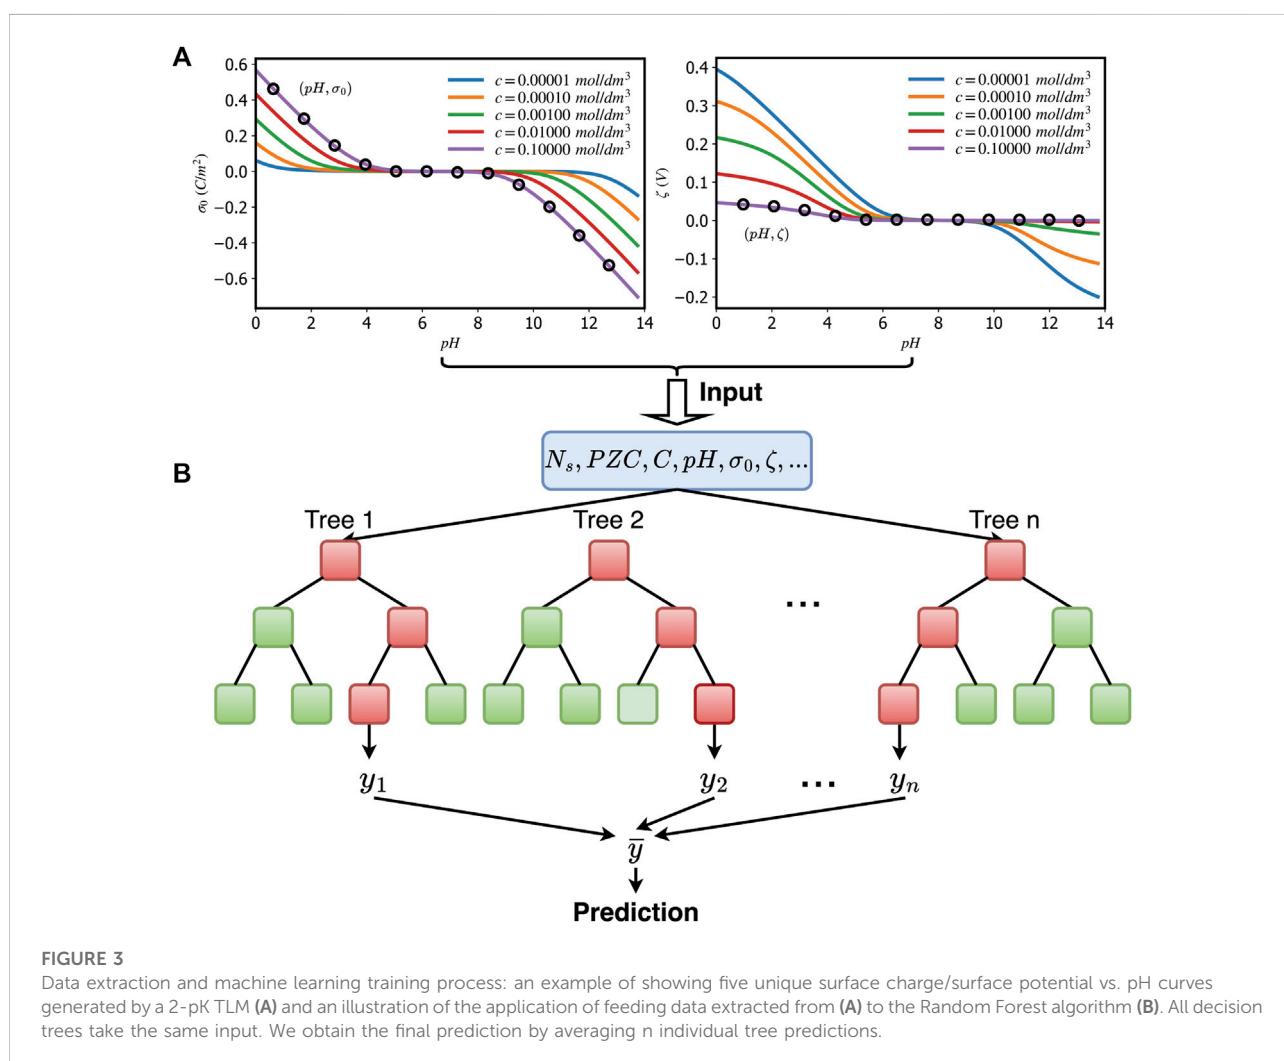 A
0.6
0.4
0.2
0.0
−0.2
−0.4
−0.6
σ₀ (C/m²)
(pH, σ₀)
c = 0.00001 mol/dm³
c = 0.00010 mol/dm³
c = 0.00100 mol/dm³
c = 0.01000 mol/dm³
c = 0.10000 mol/dm³
0 2 4 6 8 10 12 14
pH
0.4
0.3
0.2
0.1
0.0
−0.1
−0.2
ζ (V)
c = 0.00001 mol/dm³
c = 0.00010 mol/dm³
c = 0.00100 mol/dm³
c = 0.01000 mol/dm³
c = 0.10000 mol/dm³
(pH, ζ)
0 2 4 6 8 10 12 14
pH
Input
B
Nₛ, PZC, C, pH, σ₀, ζ, ...
Tree 1 Tree 2 Tree n
...
y₁ y₂ ... yₙ
ȳ
Prediction
FIGURE 3
Data extraction and machine learning training process: an example of showing five unique surface charge/surface potential vs. pH curves
generated by a 2-pK TLM (A) and an illustration of the application of feeding data extracted from (A) to the Random Forest algorithm (B). All decision
trees take the same input. We obtain the final prediction by averaging n individual tree predictions.